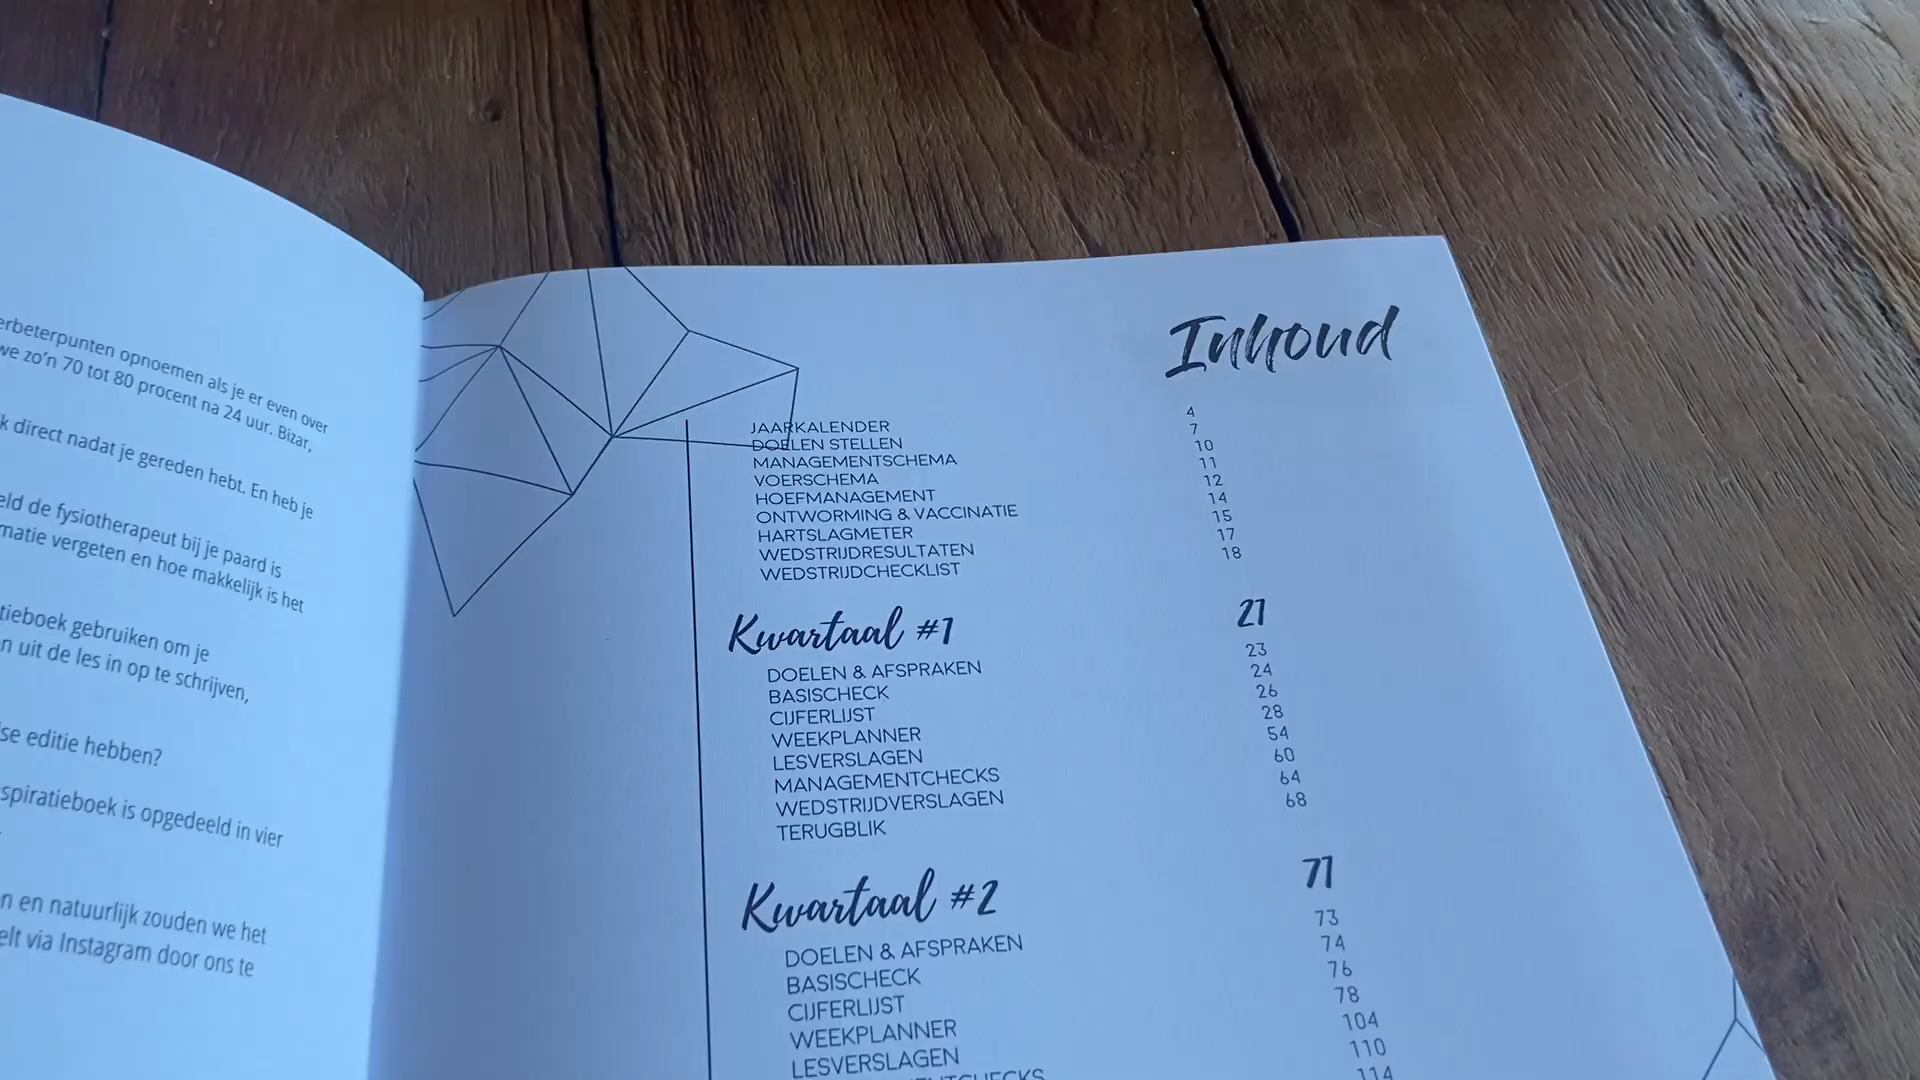 erbeterpunten opnoemen als je er even over
we zo'n 70 tot 80 procent na 24 uur. Bizar,
k direct nadat je gereden hebt. En heb je
eld de fysiotherapeut bij je paard is
matie vergeten en hoe makkelijk is het
tieboek gebruiken om je
n uit de les in op te schrijven,
se editie hebben?
spiratieboek is opgedeeld in vier
n en natuurlijk zouden we het
elt via Instagram door ons te
Inhoud
JAARKALENDER 4
DOELEN STELLEN 7
MANAGEMENTSCHEMA 10
VOERSCHEMA 11
HOEFMANAGEMENT 12
ONTWORMING & VACCINATIE 14
HARTSLAGMETER 15
WEDSTRIJDRESULTATEN 17
WEDSTRIJDCHECKLIST 18
Kwartaal #1 21
DOELEN & AFSPRAKEN 23
BASISCHECK 24
CIJFERLIJST 26
WEEKPLANNER 28
LESVERSLAGEN 54
MANAGEMENTCHECKS 60
WEDSTRIJDVERSLAGEN 64
TERUGBLIK 68
Kwartaal #2 71
DOELEN & AFSPRAKEN 73
BASISCHECK 74
CIJFERLIJST 76
WEEKPLANNER 78
LESVERSLAGEN 104
110
114